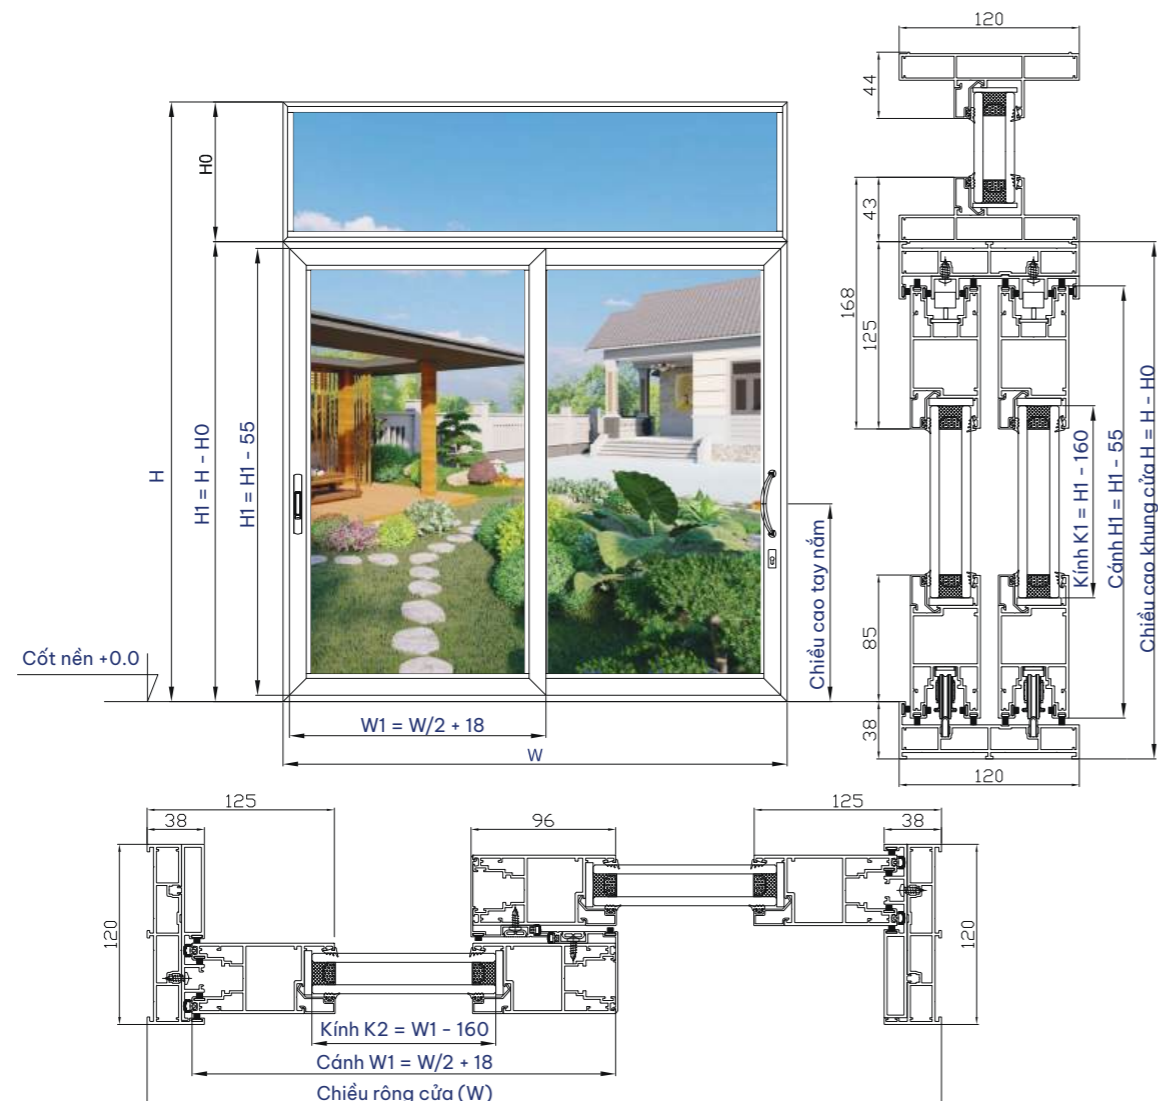 120
44
H0
43
168
125
H
H1 = H - H0
H1 = H1 - 55
Kính K1 = H1 - 160
Cánh H1 = H1 - 55
Chiều cao khung cửa H = H - H0
Chiều cao tay nắm
85
Cốt nền +0.0
W1 = W/2 + 18
38
W
120
125
125
38
96
38
120
120
Kính K2 = W1 - 160
Cánh W1 = W/2 + 18
Chiều rộng cửa (W)